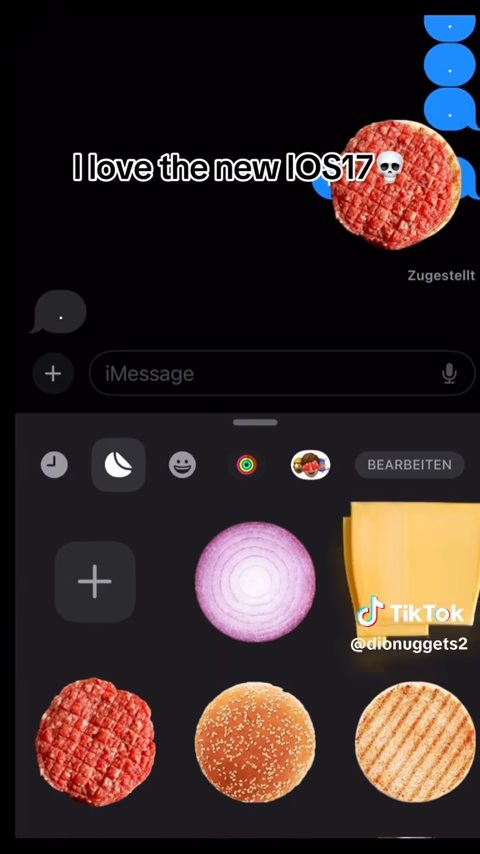 .
.
.
I love the new IOS17💀
Zugestellt
.
iMessage
BEARBEITEN
TikTok
@dionuggets2